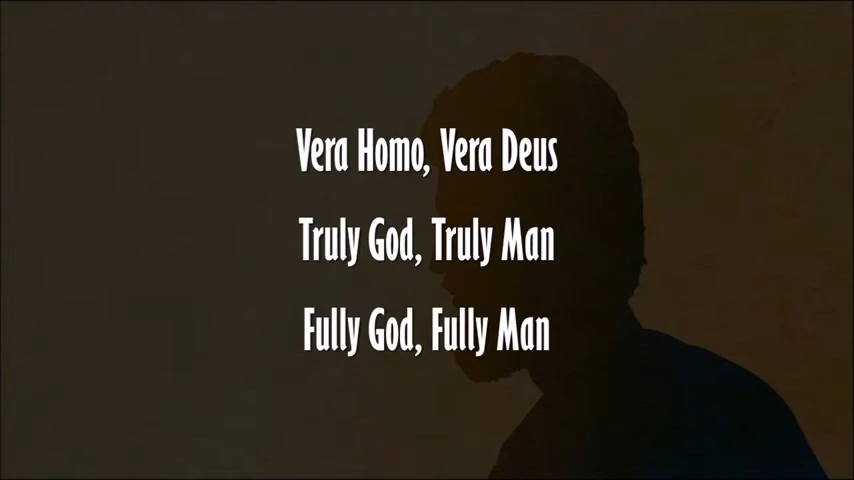 Vera Homo, Vera Deus
Truly God, Truly Man
Fully God, Fully Man